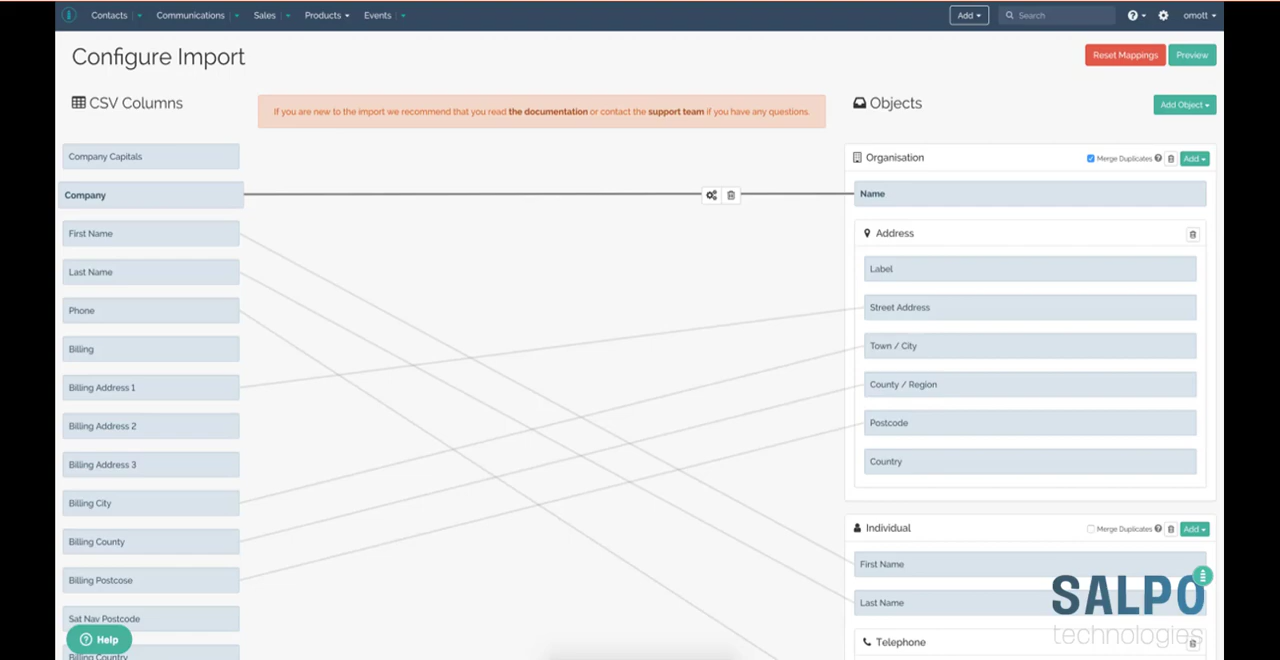 Contacts Communications Sales Products Events Add Search omott
Configure Import
Reset Mappings Preview
CSV Columns
If you are new to the import we recommend that you read the documentation or contact the support team if you have any questions.
Objects
Add Object
Company Capitals
Company
First Name
Last Name
Phone
Billing
Billing Address 1
Billing Address 2
Billing Address 3
Billing City
Billing County
Billing Postcose
Sat Nav Postcode
Billing Country
Help
Organisation Merge Duplicates Add
Name
Address
Label
Street Address
Town / City
County / Region
Postcode
Country
Individual Merge Duplicates Add
First Name
Last Name
Telephone
SALPO
technologies